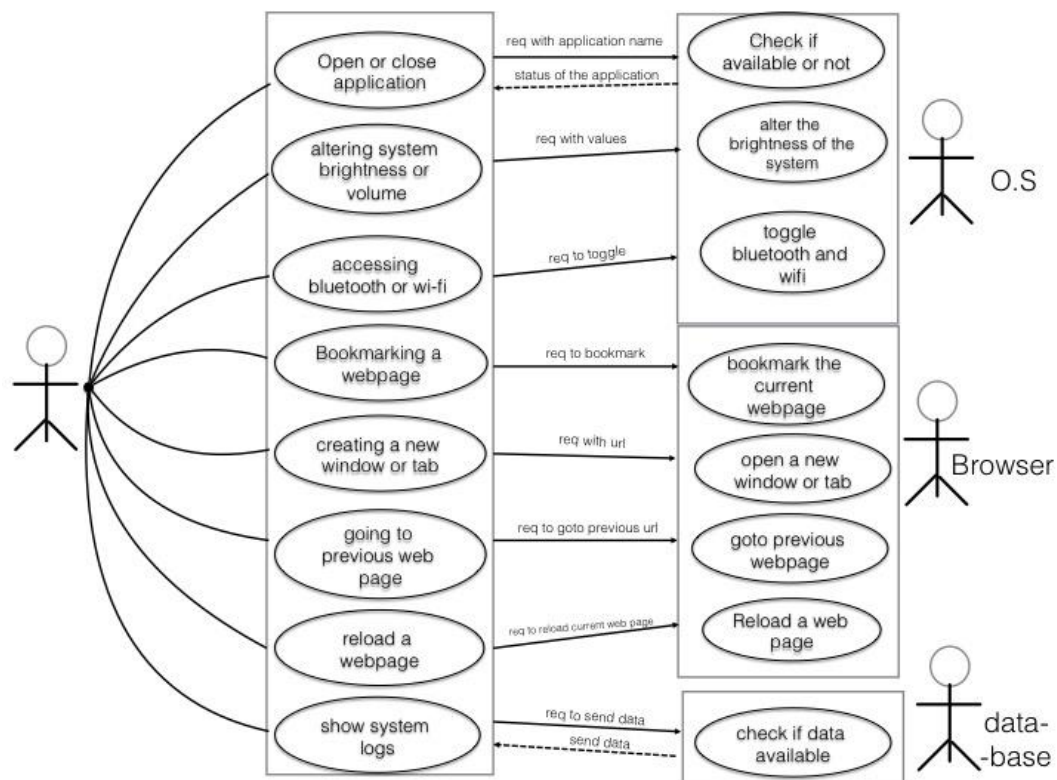 Open or close
application
req with application name
status of the application
Check if
available or not
altering system
brightness or
volume
req with values
alter the
brightness of the
system
O.S
accessing
bluetooth or wi-fi
req to toggle
toggle
bluetooth and
wifi
Bookmarking a
webpage
req to bookmark
bookmark the
current
webpage
creating a new
window or tab
req with url
open a new
window or tab
Browser
going to
previous web
page
req to goto previous url
goto previous
webpage
reload a
webpage
req to reload current web page
Reload a web
page
show system
logs
req to send data
send data
check if data
available
data-
-base